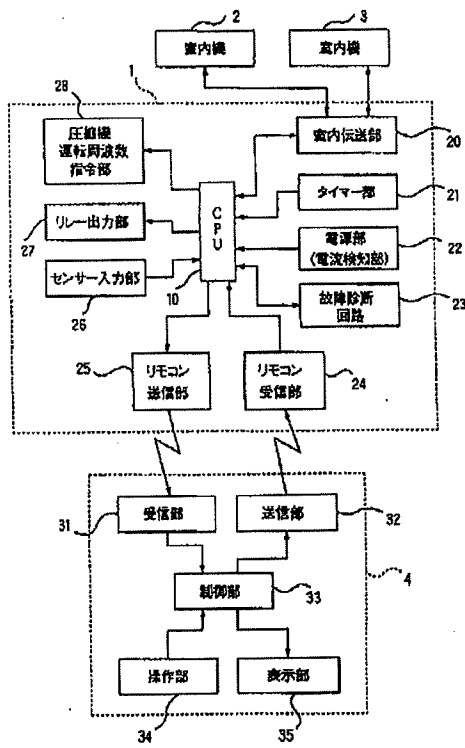 2
3
室内機
室内機
1
28
圧縮機
運転周波数
指令部
室内伝送部
20
CPU
タイマー部
21
リレー出力部
27
電源部
(電流検知部)
22
センサー入力部
26
10
故障診断
回路
23
25
リモコン
送信部
リモコン
受信部
24
31
受信部
送信部
32
制御部
33
4
操作部
34
表示部
35